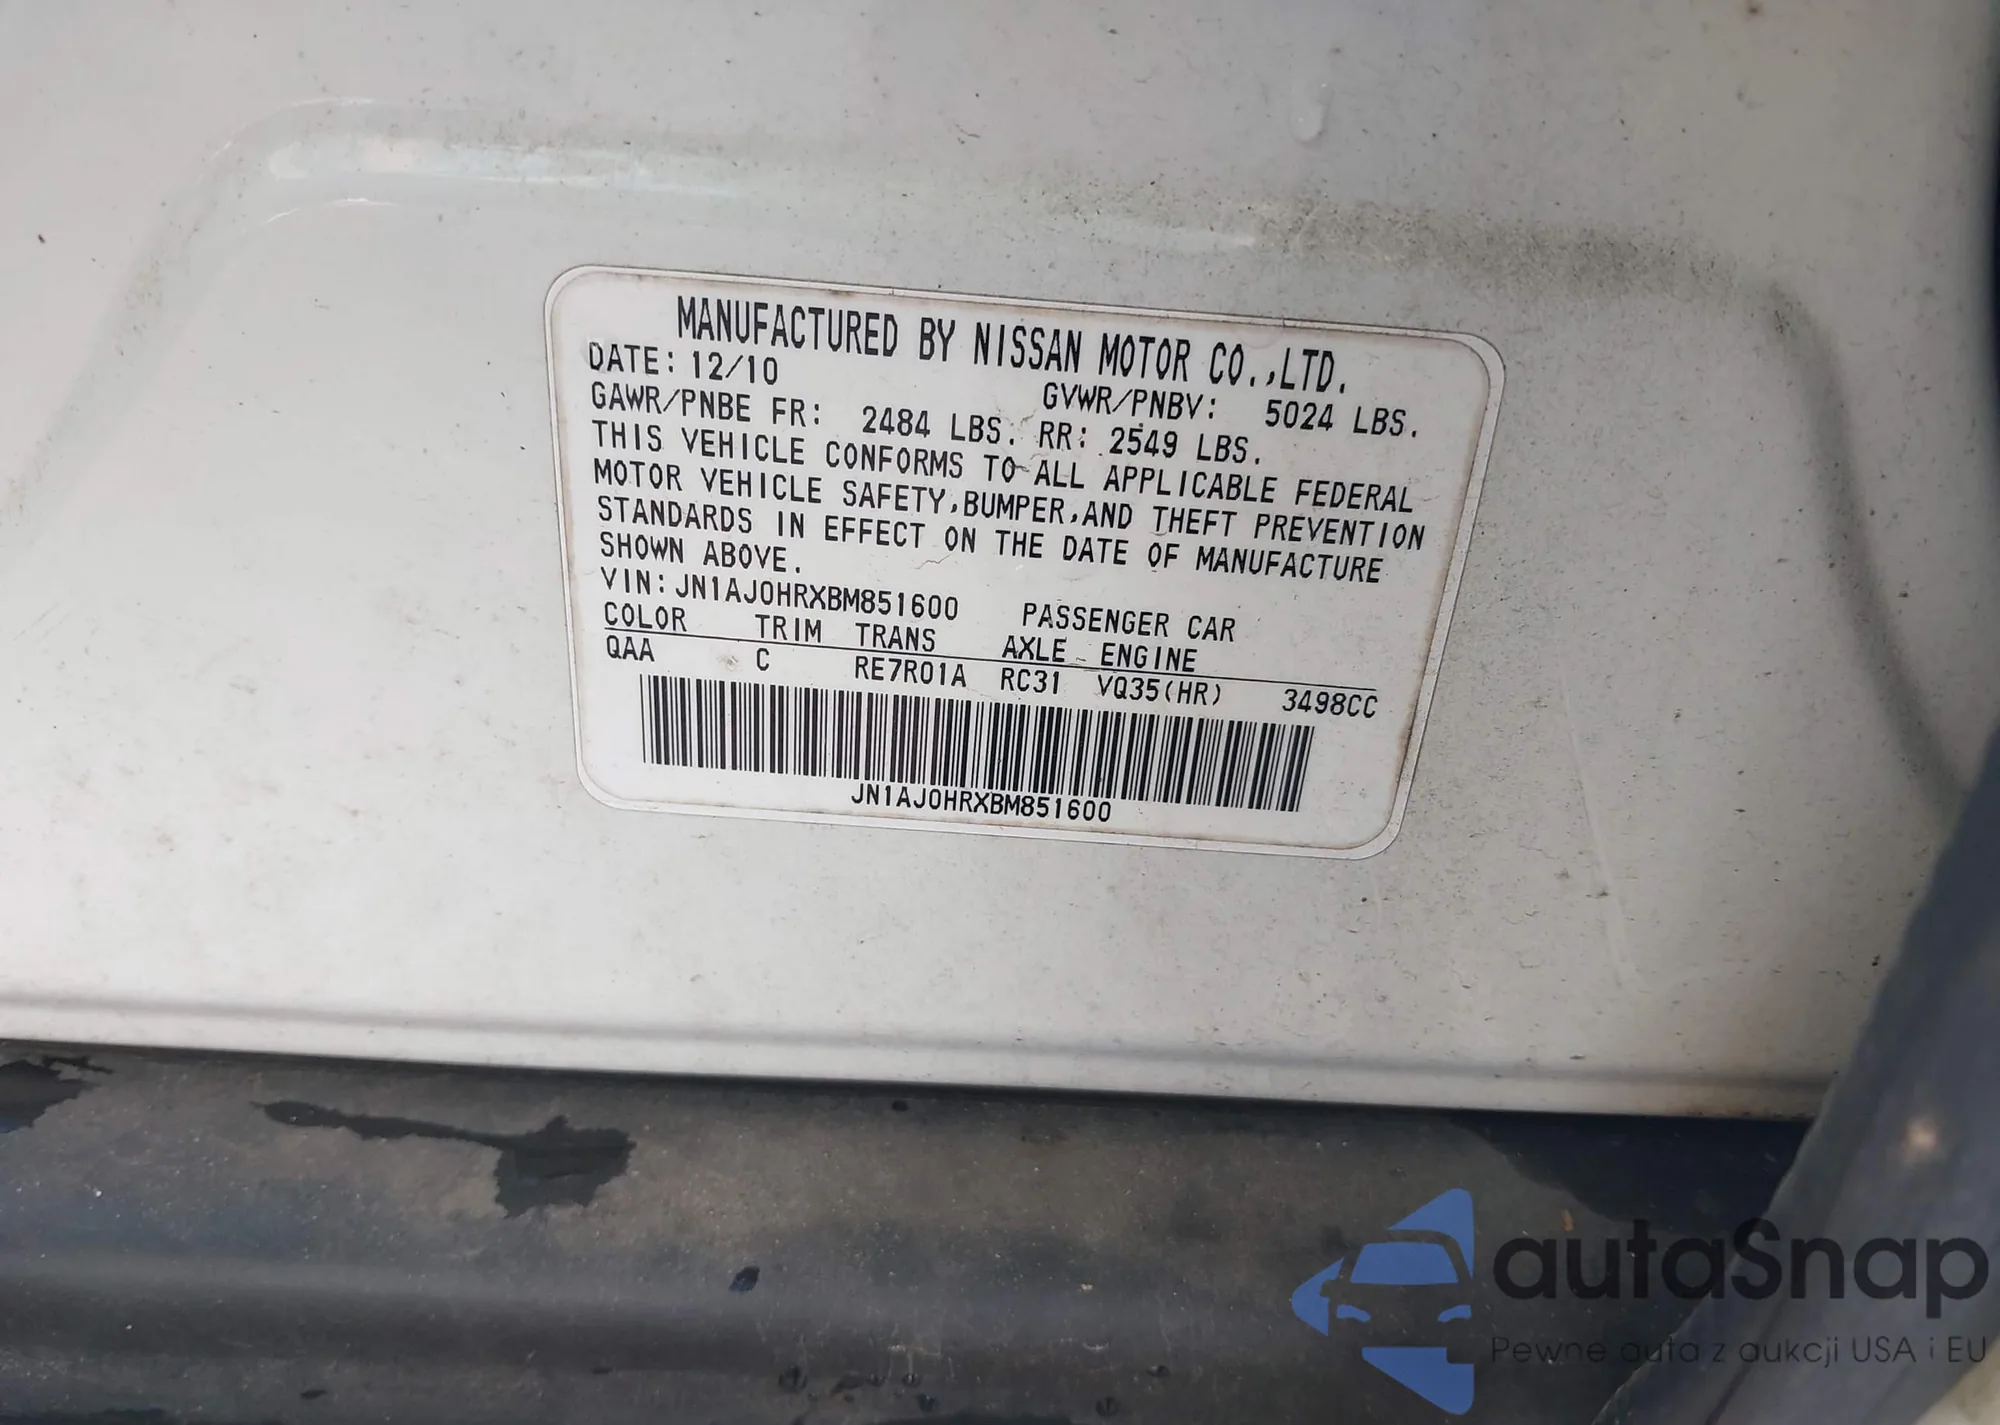 MANUFACTURED BY NISSAN MOTOR CO.,LTD.
DATE: 12/10 GVWR/PNBV: 5024 LBS.
GAWR/PNBE FR: 2484 LBS. RR: 2549 LBS.
THIS VEHICLE CONFORMS TO ALL APPLICABLE FEDERAL
MOTOR VEHICLE SAFETY,BUMPER,AND THEFT PREVENTION
STANDARDS IN EFFECT ON THE DATE OF MANUFACTURE
SHOWN ABOVE.
VIN: JN1AJ0HRXBM851600 PASSENGER CAR
COLOR TRIM TRANS AXLE ENGINE
QAA C RE7R01A RC31 VQ35(HR) 3498CC
JN1AJ0HRXBM851600
autaSnap
Pewne auta z aukcji USA i EU